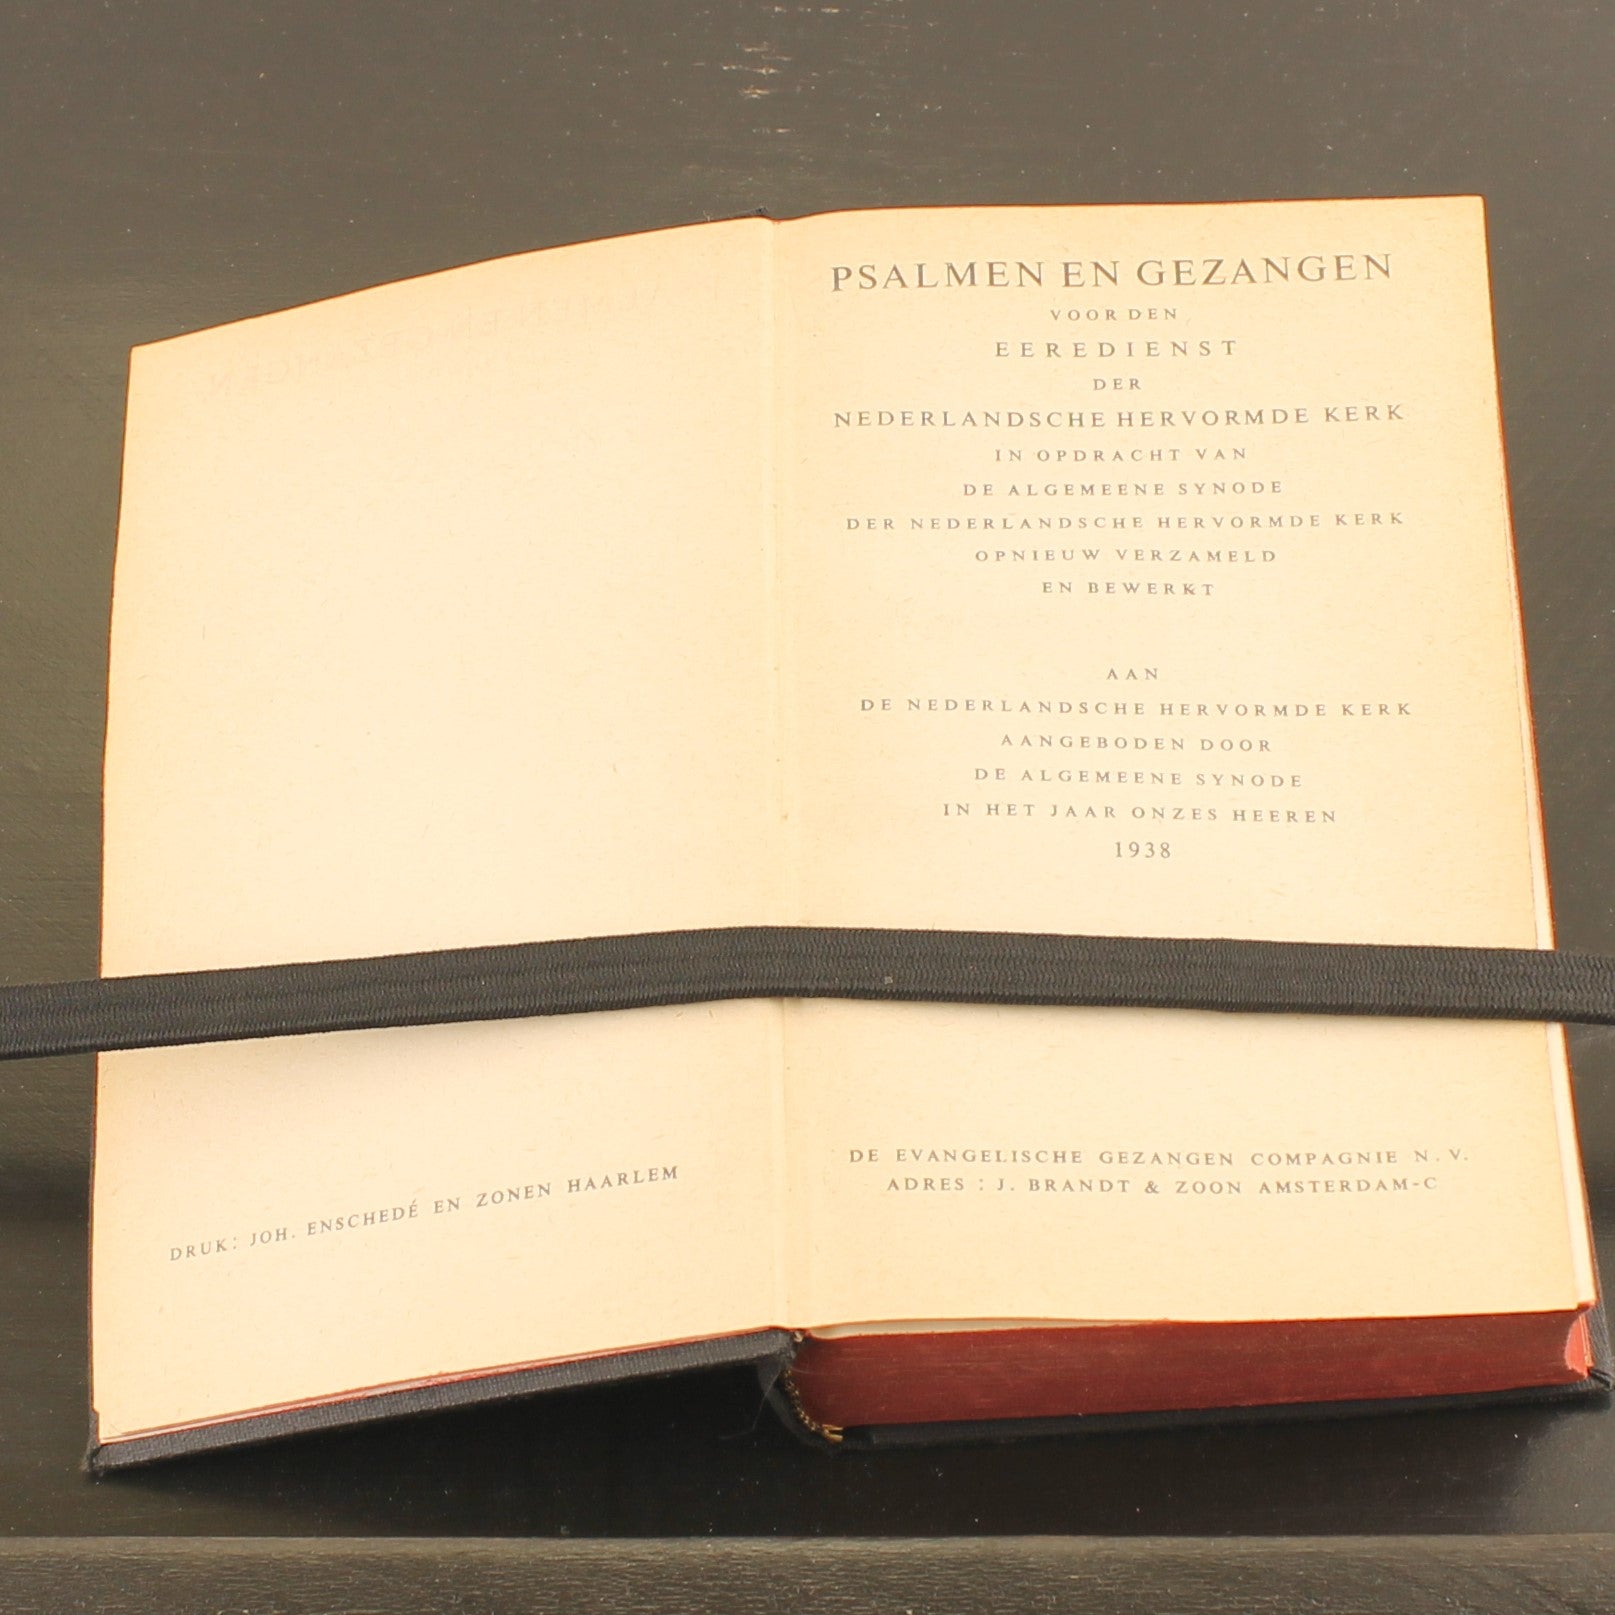 DRUK: JOH. ENSCHEDÉ EN ZONEN HAARLEM
PSALMEN EN GEZANGEN
VOOR DEN
EEREDIENST
DER
NEDERLANDSCHE HERVORMDE KERK
IN OPDRACHT VAN
DE ALGEMEENE SYNODE
DER NEDERLANDSCHE HERVORMDE KERK
OPNIEUW VERZAMELD
EN BEWERKT
AAN
DE NEDERLANDSCHE HERVORMDE KERK
AANGEBODEN DOOR
DE ALGEMEENE SYNODE
IN HET JAAR ONZES HEEREN
1938
DE EVANGELISCHE GEZANGEN COMPAGNIE N.V.
ADRES : J. BRANDT & ZOON AMSTERDAM-C